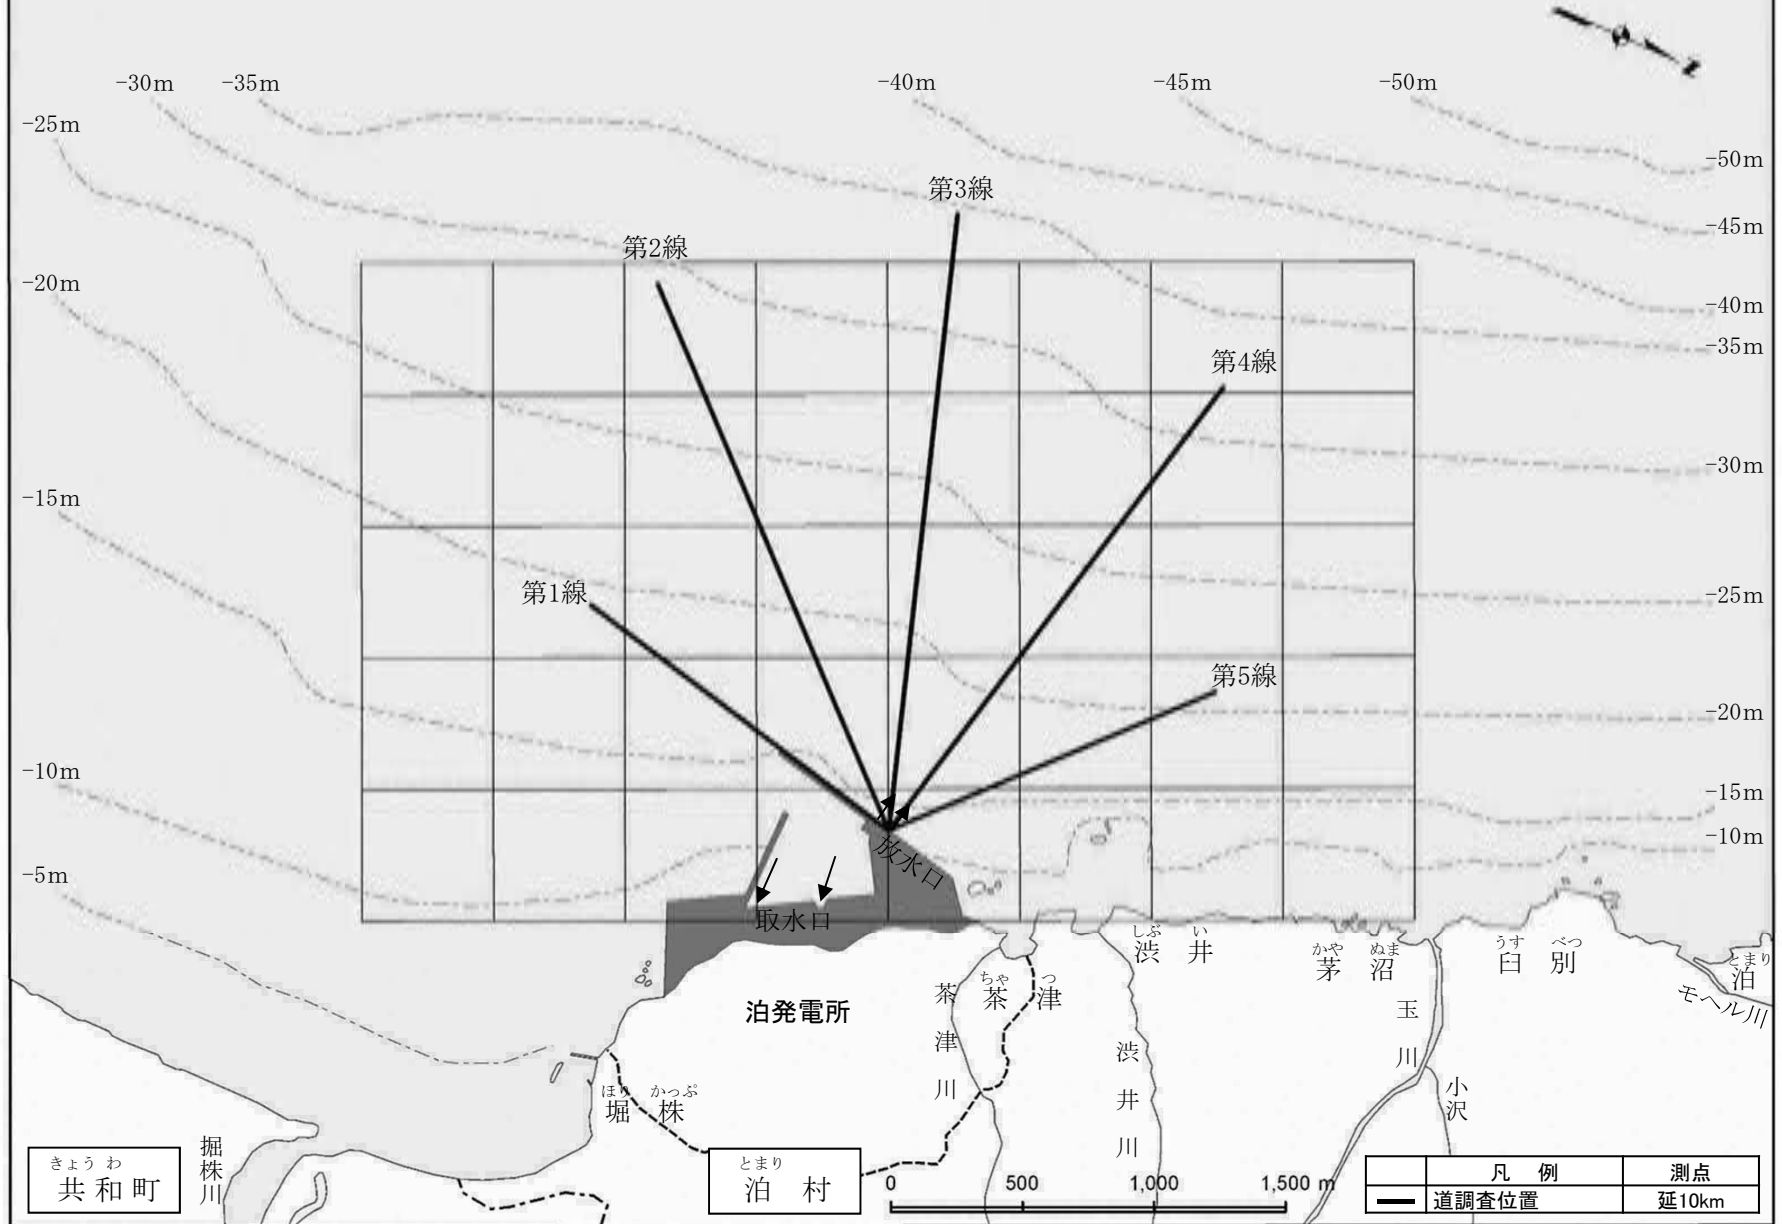 N
-30m
-35m
-40m
-45m
-50m
-25m
-50m
第3線
-45m
第2線
-20m
-40m
-35m
第4線
-30m
-15m
第1線
-25m
第5線
-20m
-10m
-15m
-10m
放水口
-5m
取水口
しぶ い
渋 井
かや ぬま
茅 沼
うす べつ
臼 別
とまり
泊
モヘル川
ちゃ つ
茶 津
茶津川
泊発電所
玉川
渋井川
小沢
ほり かっぷ
堀 株
掘株川
きょう わ
共和町
とまり
泊 村
0 500 1,000 1,500 m
凡 例 測点
道調査位置 延10km